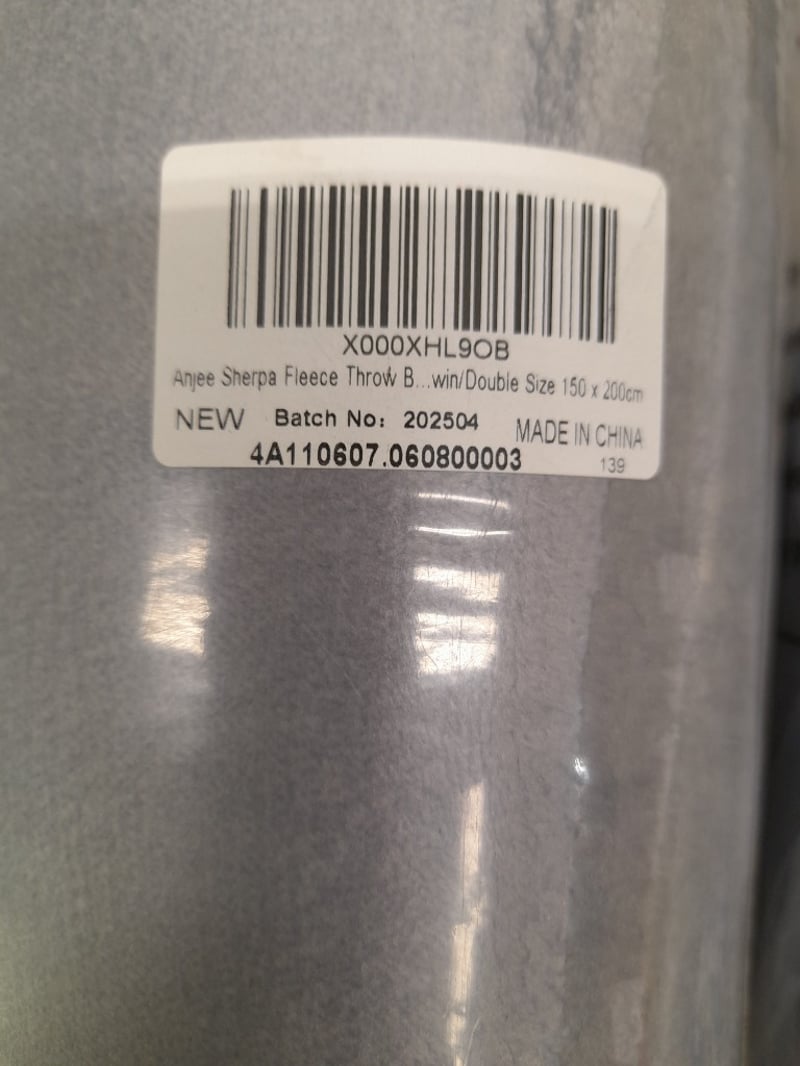 X000XHL9OB
Anjee Sherpa Fleece Throw B...win/Double Size 150 x 200cm
NEW Batch No: 202504 MADE IN CHINA
4A110607.060800003 139